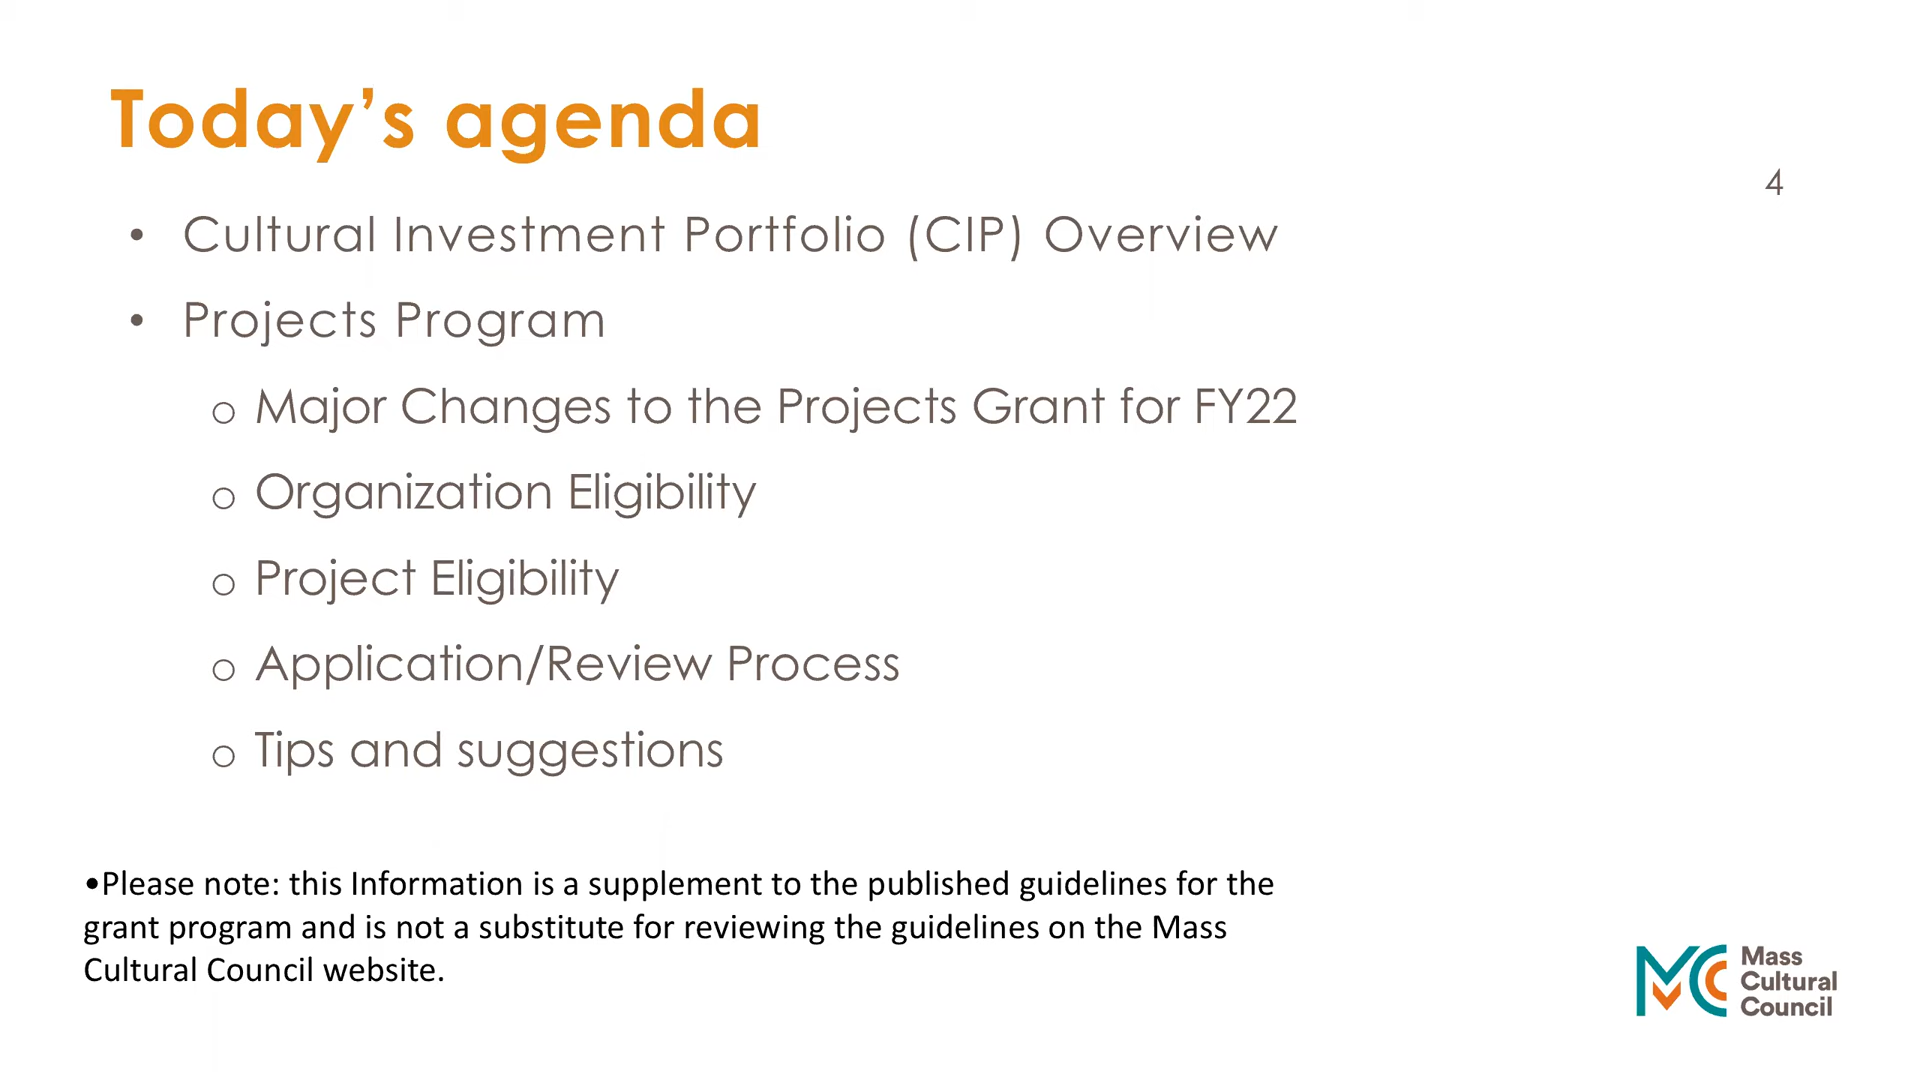 Today’s agenda
4
• Cultural Investment Portfolio (CIP) Overview
• Projects Program
o Major Changes to the Projects Grant for FY22
o Organization Eligibility
o Project Eligibility
o Application/Review Process
o Tips and suggestions
•Please note: this Information is a supplement to the published guidelines for the
grant program and is not a substitute for reviewing the guidelines on the Mass
Cultural Council website.
MCC
Mass
Cultural
Council